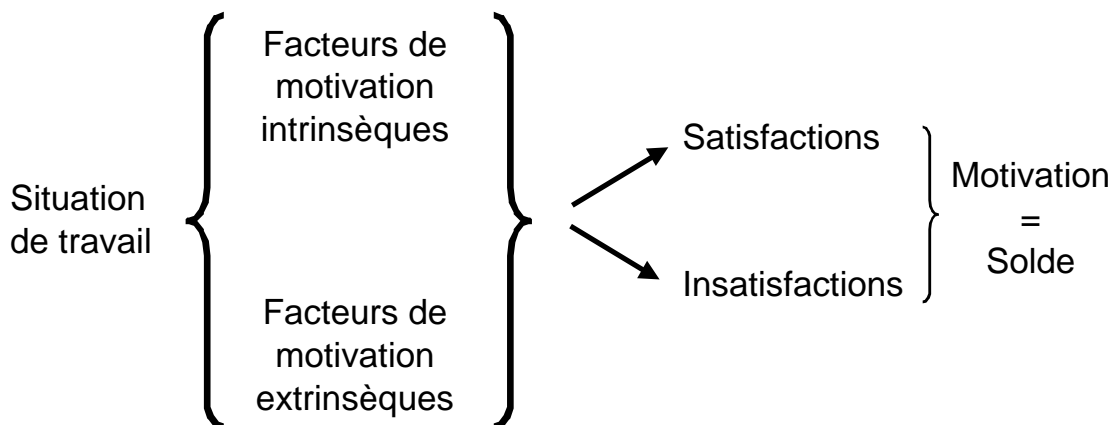 Situation
de travail
Facteurs de
motivation
intrinsèques
Facteurs de
motivation
extrinsèques
Satisfactions
Insatisfactions
Motivation
=
Solde